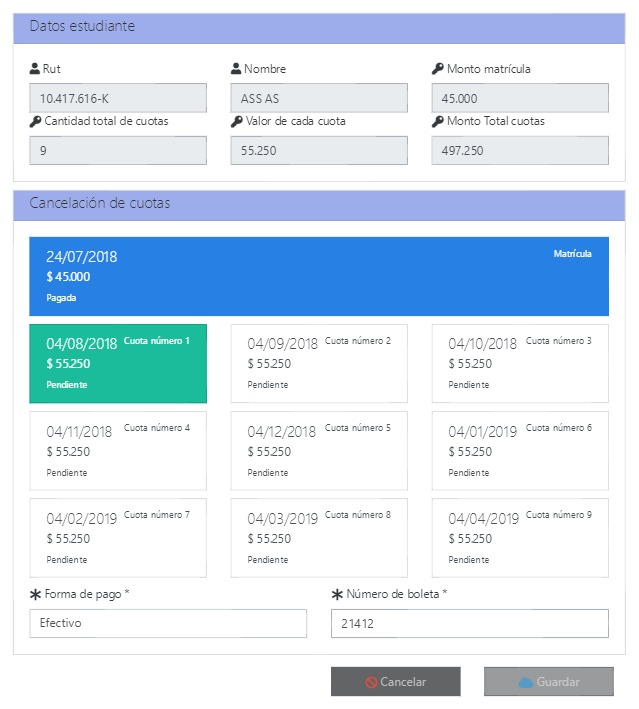 Datos estudiante
Rut Nombre Monto matrícula
10.417.616-K ASS AS 45.000
Cantidad total de cuotas Valor de cada cuota Monto Total cuotas
9 55.250 497.250
Cancelación de cuotas
24/07/2018 Matrícula
$ 45.000
Pagada
04/08/2018 Cuota número 1 04/09/2018 Cuota número 2 04/10/2018 Cuota número 3
$ 55.250 $ 55.250 $ 55.250
Pendiente Pendiente Pendiente
04/11/2018 Cuota número 4 04/12/2018 Cuota número 5 04/01/2019 Cuota número 6
$ 55.250 $ 55.250 $ 55.250
Pendiente Pendiente Pendiente
04/02/2019 Cuota número 7 04/03/2019 Cuota número 8 04/04/2019 Cuota número 9
$ 55.250 $ 55.250 $ 55.250
Pendiente Pendiente Pendiente
Forma de pago * Número de boleta *
Efectivo 21412
Cancelar Guardar